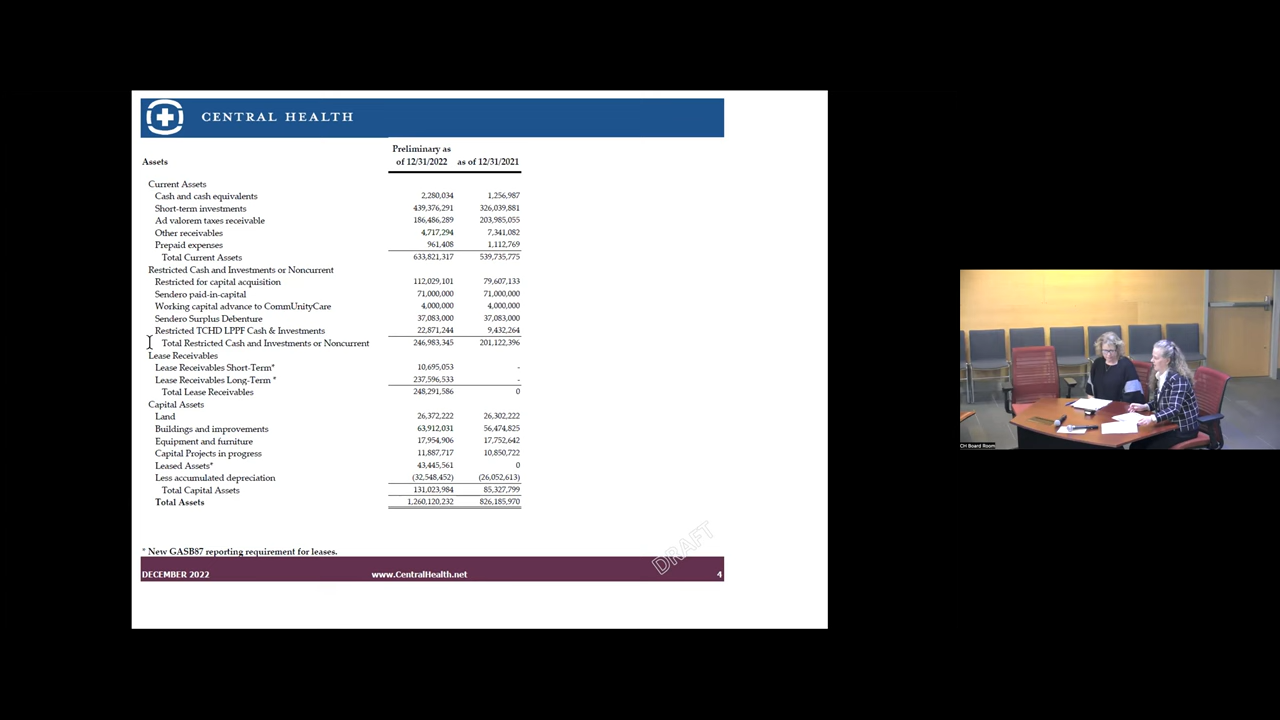 CENTRAL HEALTH
Preliminary as
Assets of 12/31/2022 as of 12/31/2021
Current Assets
Cash and cash equivalents 2,280,034 1,256,987
Short-term investments 439,376,291 326,039,881
Ad valorem taxes receivable 186,486,289 203,985,055
Other receivables 4,717,294 7,341,082
Prepaid expenses 961,408 1,112,769
Total Current Assets 633,821,317 539,735,775
Restricted Cash and Investments or Noncurrent
Restricted for capital acquisition 112,029,101 79,607,133
Sendero paid-in-capital 71,000,000 71,000,000
Working capital advance to CommUnityCare 4,000,000 4,000,000
Sendero Surplus Debenture 37,083,000 37,083,000
Restricted TCHD LPPF Cash & Investments 22,871,244 9,432,264
Total Restricted Cash and Investments or Noncurrent 246,983,345 201,122,396
Lease Receivables
Lease Receivables Short-Term* 10,695,053 -
Lease Receivables Long-Term * 237,596,533 -
Total Lease Receivables 248,291,586 0
Capital Assets
Land 26,372,222 26,302,222
Buildings and improvements 63,912,031 56,474,825
Equipment and furniture 17,954,906 17,752,642
Capital Projects in progress 11,887,717 10,850,722
Leased Assets* 43,445,561 0
Less accumulated depreciation (32,548,452) (26,052,613)
Total Capital Assets 131,023,984 85,327,799
Total Assets 1,260,120,232 826,185,970
* New GASB87 reporting requirement for leases.
DRAFT
DECEMBER 2022 www.CentralHealth.net 4
CH Board Room